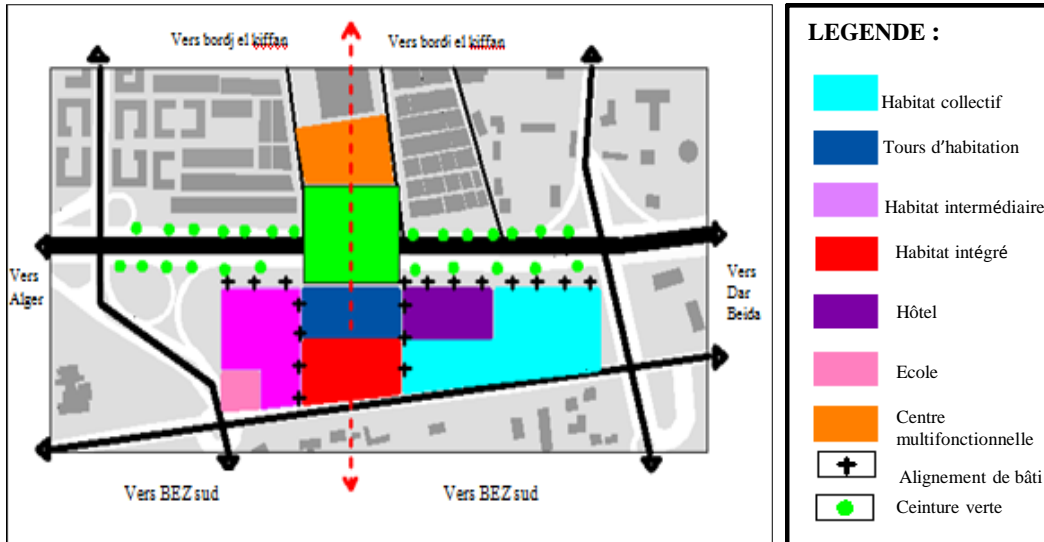 Vers bordj el kiffan
Vers bordj el kiffan
Vers
Alger
Vers
Dar
Beida
Vers BEZ sud
Vers BEZ sud
LEGENDE :
Habitat collectif
Tours d'habitation
Habitat intermédiaire
Habitat intégré
Hôtel
Ecole
Centre
multifonctionnelle
Alignement de bâti
Ceinture verte